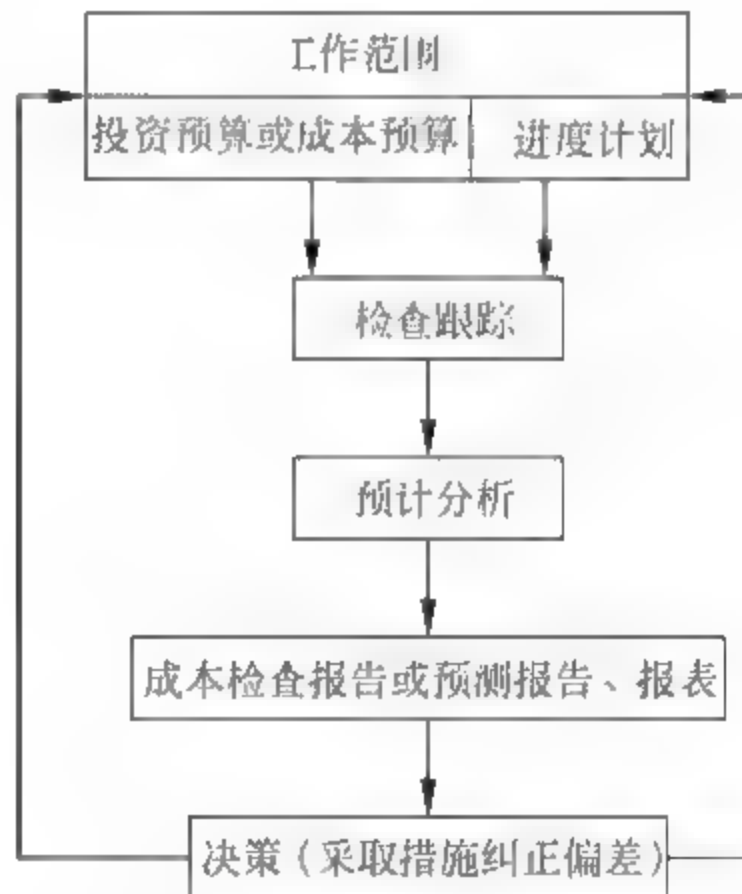 工作范围
投资预算或成本预算 进度计划
检查跟踪
预计分析
成本检查报告或预测报告、报表
决策（采取措施纠正偏差）